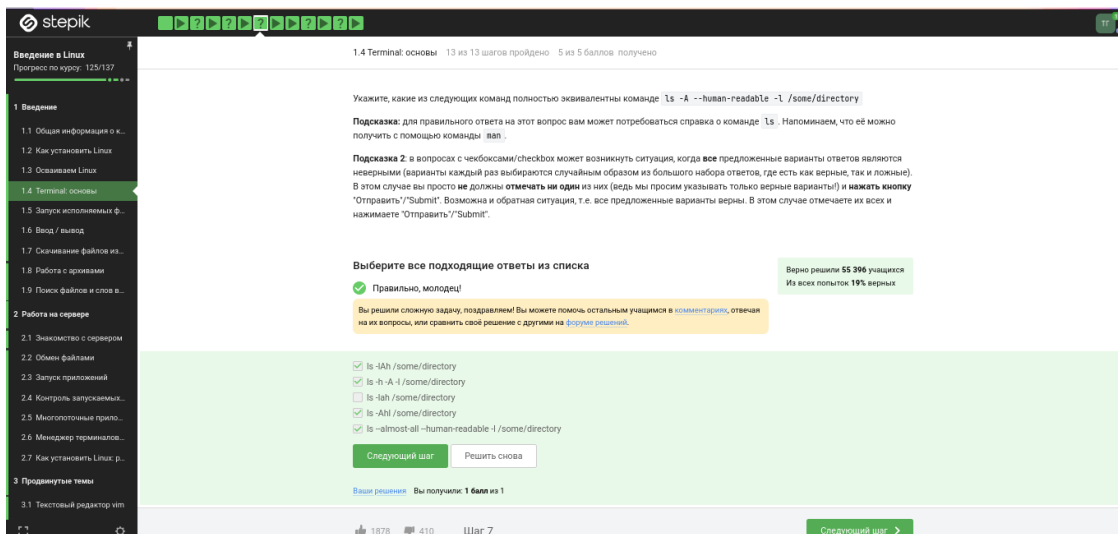 stepik
ТГ
Введение в Linux
Прогресс по курсу: 125/137
1 Введение
1.1 Общая информация о к...
1.2 Как установить Linux
1.3 Осваиваем Linux
1.4 Terminal: основы
1.5 Запуск исполняемых ф...
1.6 Ввод / вывод
1.7 Скачивание файлов из...
1.8 Работа с архивами
1.9 Поиск файлов и слов в...
2 Работа на сервере
2.1 Знакомство с сервером
2.2 Обмен файлами
2.3 Запуск приложений
2.4 Контроль запускаемых...
2.5 Многопоточные прило...
2.6 Менеджер терминалов...
2.7 Как установить Linux: р...
3 Продвинутые темы
3.1 Текстовый редактор vim
1.4 Terminal: основы 13 из 13 шагов пройдено 5 из 5 баллов получено
Укажите, какие из следующих команд полностью эквивалентны команде ls -A --human-readable -l /some/directory
Подсказка: для правильного ответа на этот вопрос вам может потребоваться справка о команде ls . Напоминаем, что её можно
получить с помощью команды man .
Подсказка 2: в вопросах с чекбоксами/checkbox может возникнуть ситуация, когда все предложенные варианты ответов являются
неверными (варианты каждый раз выбираются случайным образом из большого набора ответов, где есть как верные, так и ложные).
В этом случае вы просто не должны отмечать ни один из них (ведь мы просим указывать только верные варианты!) и нажать кнопку
"Отправить"/"Submit". Возможна и обратная ситуация, т.е. все предложенные варианты верны. В этом случае отмечаете их всех и
нажимаете "Отправить"/"Submit".
Выберите все подходящие ответы из списка
Верно решили 55 396 учащихся
Из всех попыток 19% верных
Правильно, молодец!
Вы решили сложную задачу, поздравляем! Вы можете помочь остальным учащимся в комментариях, отвечая
на их вопросы, или сравнить своё решение с другими на форуме решений.
ls -lAh /some/directory
ls -h -A -l /some/directory
ls -lah /some/directory
ls -Ahl /some/directory
ls --almost-all --human-readable -l /some/directory
Следующий шаг
Решить снова
Ваши решения Вы получили: 1 балл из 1
1878 410 Шаг 7 Следующий шаг